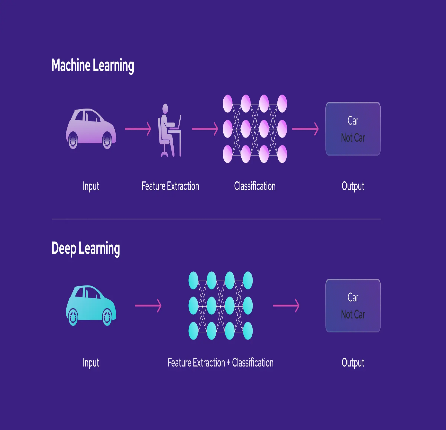 Machine Learning
Car
Not Car
Input
Feature Extraction
Classification
Output
Deep Learning
Car
Not Car
Input
Feature Extraction + Classification
Output